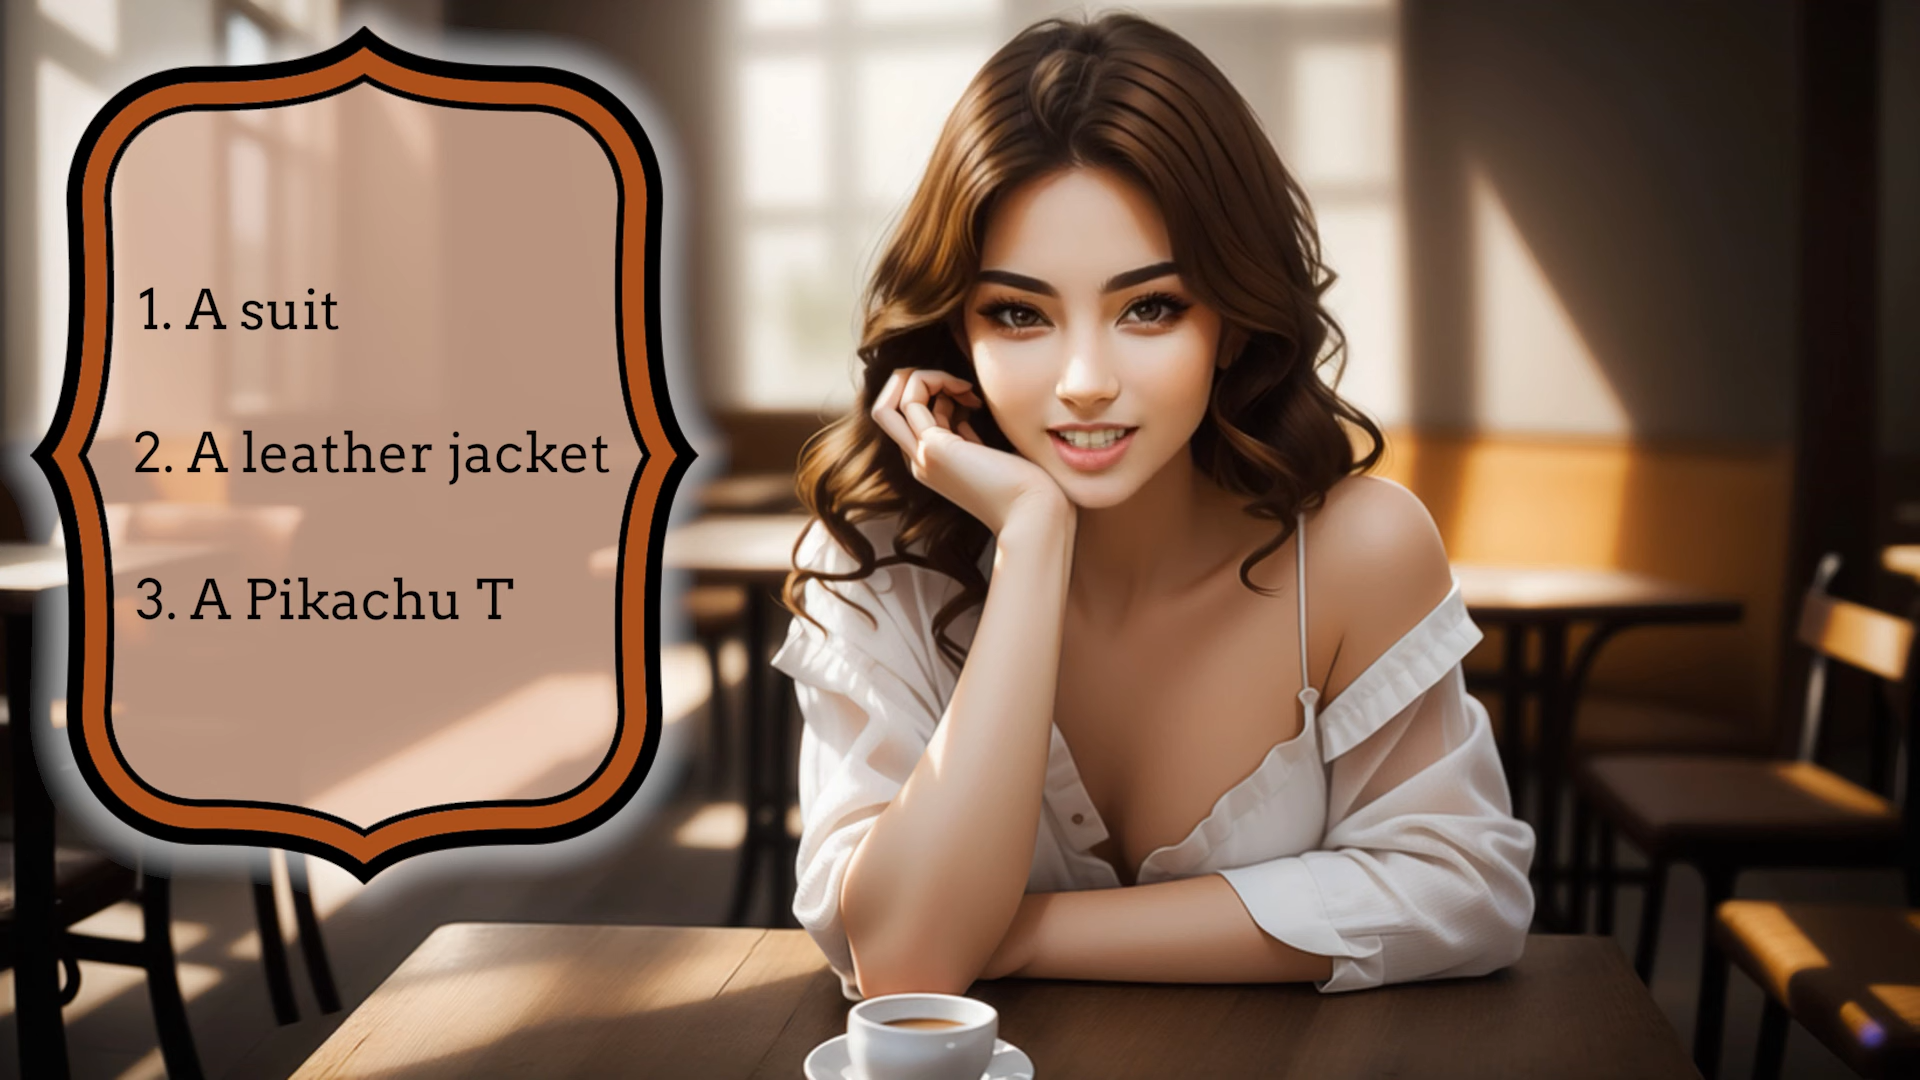 1. A suit
2. A leather jacket
3. A Pikachu T